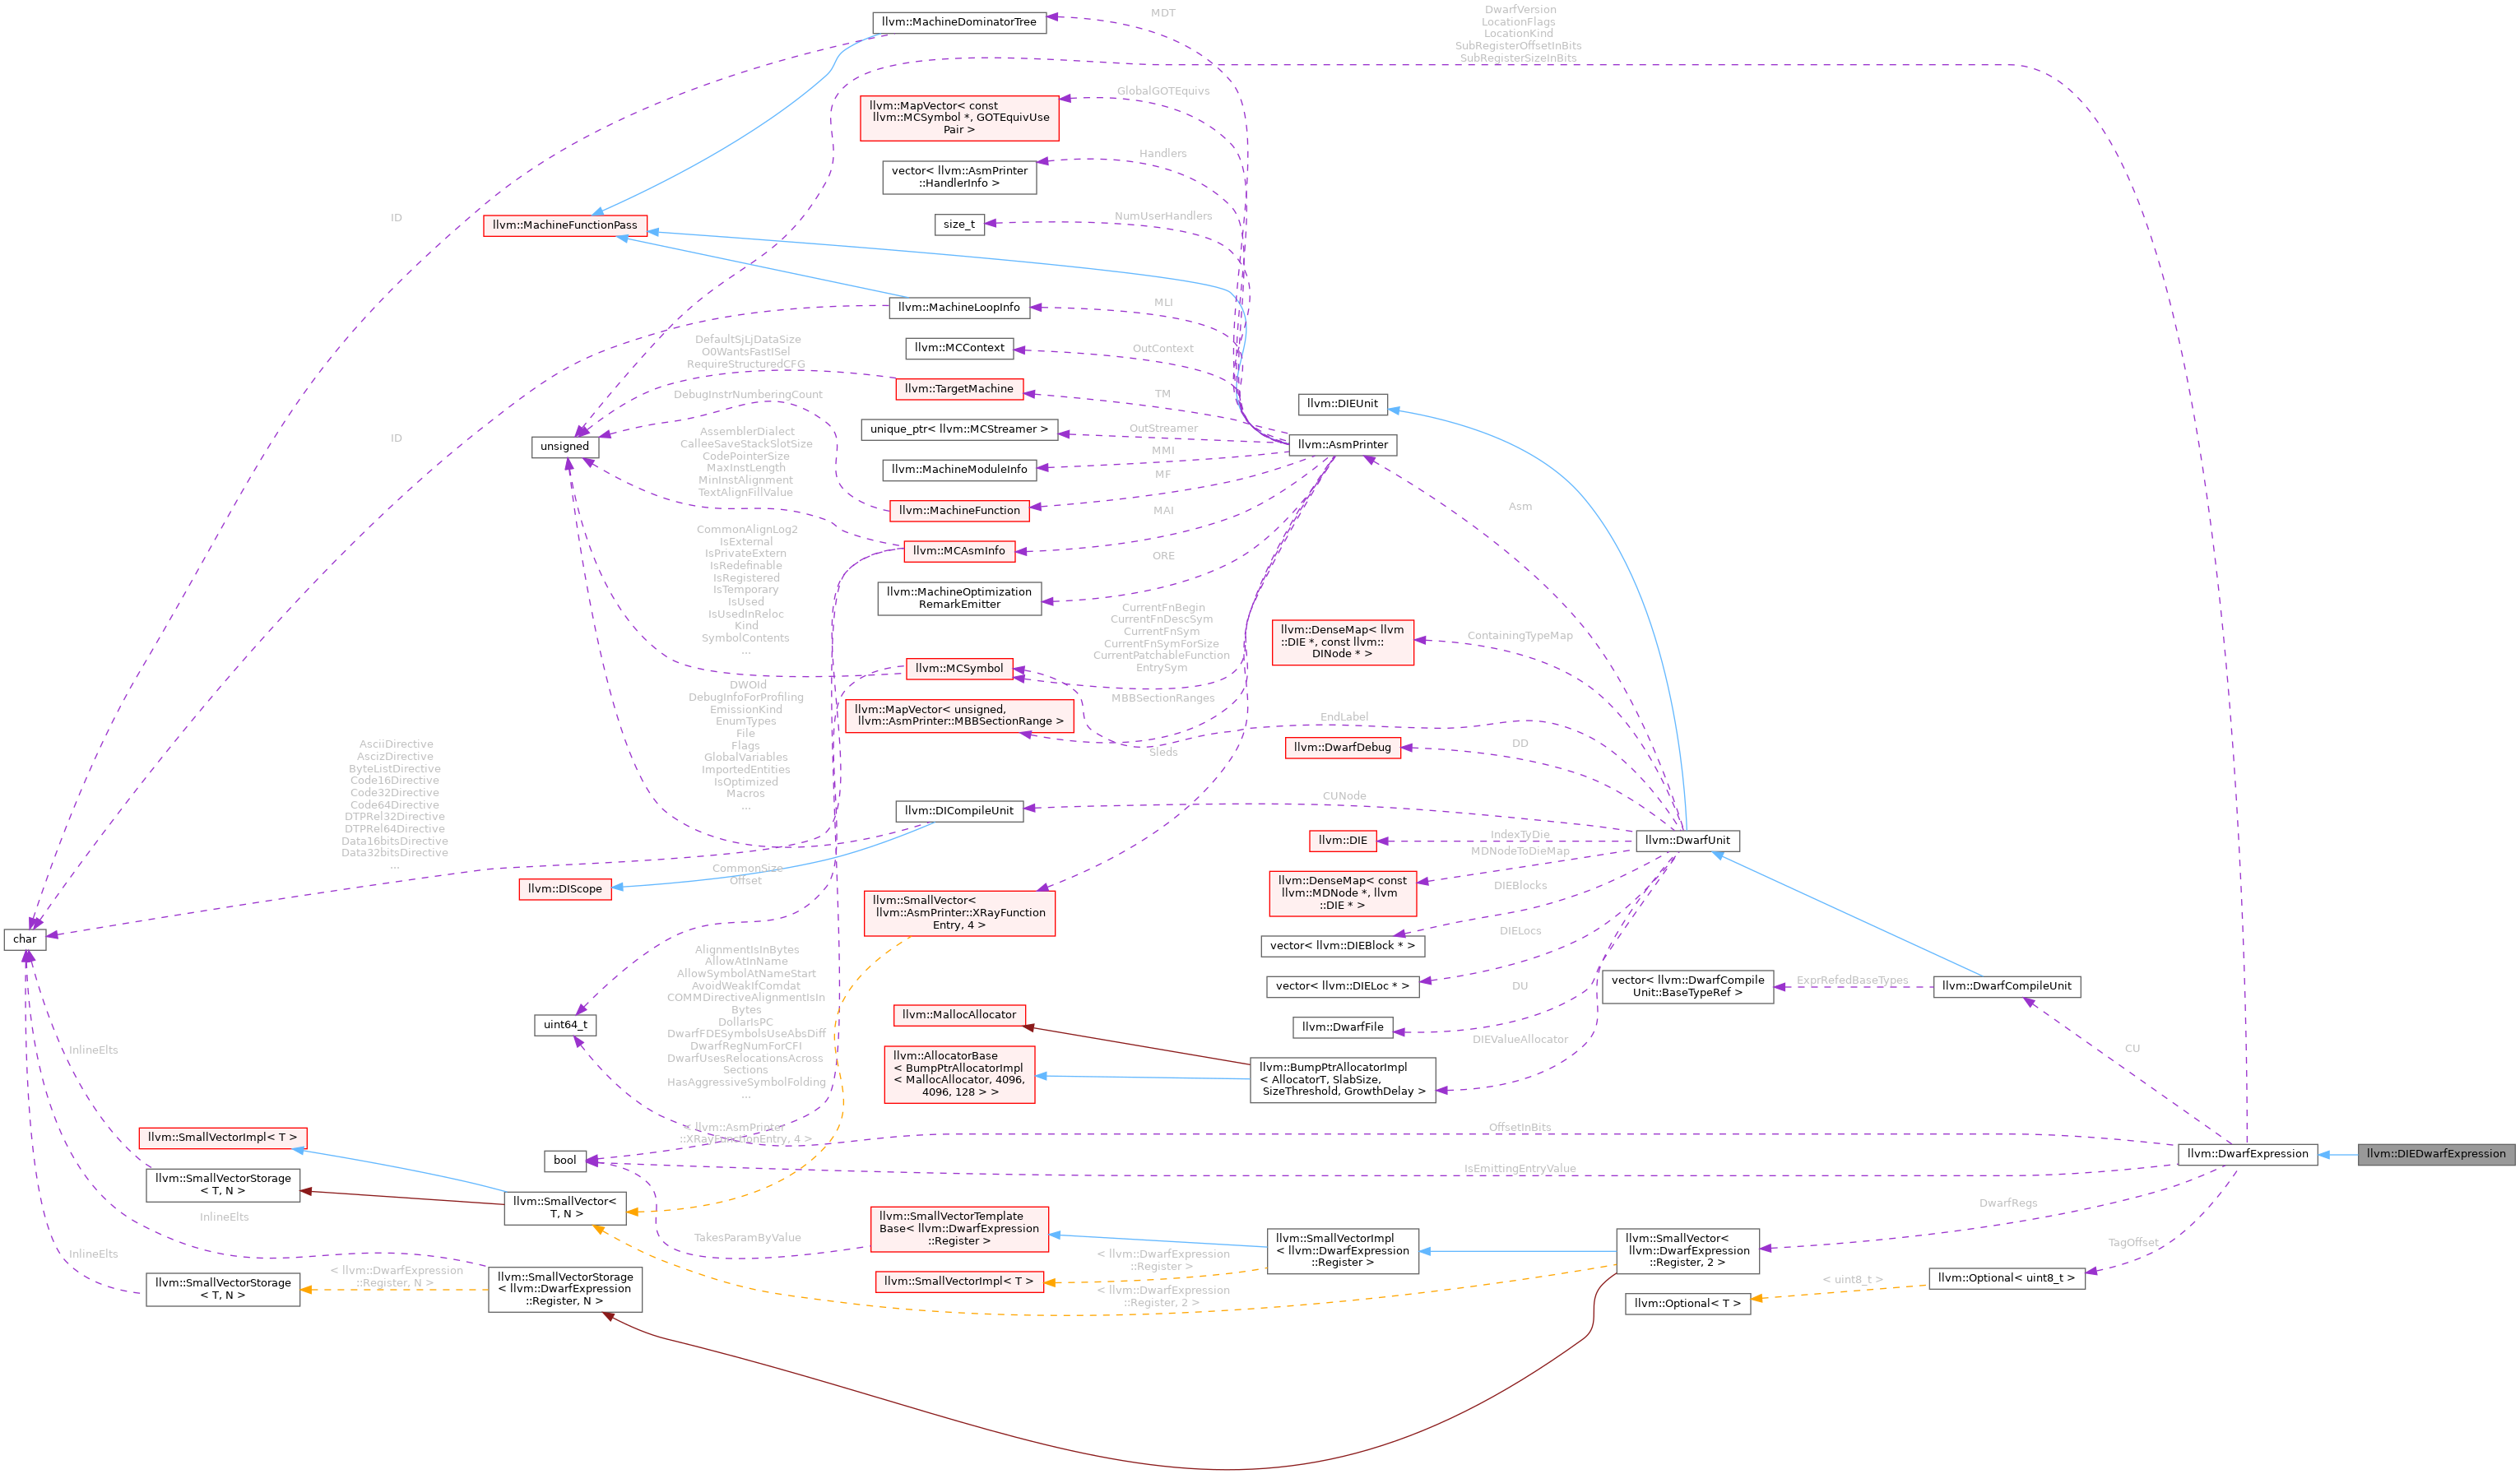 llvm::MachineDominatorTree
MDT
DwarfVersion
LocationFlags
LocationKind
SubRegisterOffsetInBits
SubRegisterSizeInBits
llvm::MapVector< const
llvm::MCSymbol *, GOTEquivUse
Pair >
GlobalGOTEquivs
vector< llvm::AsmPrinter
::HandlerInfo >
Handlers
size_t
NumUserHandlers
ID
llvm::MachineFunctionPass
llvm::MachineLoopInfo
MLI
DefaultSjLjDataSize
O0WantsFastISel
RequireStructuredCFG
llvm::MCContext
OutContext
llvm::TargetMachine
TM
DebugInstrNumberingCount
llvm::DIEUnit
unsigned
unique_ptr< llvm::MCStreamer >
OutStreamer
llvm::AsmPrinter
ID
AssemblerDialect
CalleeSaveStackSlotSize
CodePointerSize
MaxInstLength
MinInstAlignment
TextAlignFillValue
llvm::MachineModuleInfo
MMI
MF
llvm::MachineFunction
MAI
Asm
llvm::MCAsmInfo
ORE
CommonAlignLog2
IsExternal
IsPrivateExtern
IsRedefinable
IsRegistered
IsTemporary
IsUsed
IsUsedInReloc
Kind
SymbolContents
...
llvm::MachineOptimization
RemarkEmitter
CurrentFnBegin
CurrentFnDescSym
CurrentFnSym
CurrentFnSymForSize
CurrentPatchableFunction
EntrySym
llvm::DenseMap< llvm
::DIE *, const llvm::
DINode * >
ContainingTypeMap
llvm::MCSymbol
MBBSectionRanges
llvm::MapVector< unsigned,
llvm::AsmPrinter::MBBSectionRange >
EndLabel
DWOId
DebugInfoForProfiling
EmissionKind
EnumTypes
File
Flags
GlobalVariables
ImportedEntities
IsOptimized
Macros
...
Sleds
llvm::DwarfDebug
DD
AsciiDirective
AscizDirective
ByteListDirective
Code16Directive
Code32Directive
Code64Directive
DTPRel32Directive
DTPRel64Directive
Data16bitsDirective
Data32bitsDirective
...
llvm::DICompileUnit
CUNode
llvm::DIE
IndexTyDie
llvm::DwarfUnit
MDNodeToDieMap
CommonSize
Offset
llvm::DIScope
llvm::DenseMap< const
llvm::MDNode *, llvm
::DIE * >
DIEBlocks
llvm::SmallVector<
llvm::AsmPrinter::XRayFunction
Entry, 4 >
char
vector< llvm::DIEBlock * >
DIELocs
AlignmentIsInBytes
AllowAtInName
AllowSymbolAtNameStart
AvoidWeakIfComdat
COMMDirectiveAlignmentIsIn
Bytes
DollarIsPC
DwarfFDESymbolsUseAbsDiff
DwarfRegNumForCFI
DwarfUsesRelocationsAcross
Sections
HasAggressiveSymbolFolding
...
vector< llvm::DIELoc * >
DU
vector< llvm::DwarfCompile
Unit::BaseTypeRef >
ExprRefedBaseTypes
llvm::DwarfCompileUnit
uint64_t
llvm::MallocAllocator
llvm::DwarfFile
DIEValueAllocator
InlineElts
CU
llvm::AllocatorBase
< BumpPtrAllocatorImpl
< MallocAllocator, 4096,
4096, 128 > >
llvm::BumpPtrAllocatorImpl
< AllocatorT, SlabSize,
SizeThreshold, GrowthDelay >
< llvm::AsmPrinter
::XRayFunctionEntry, 4 >
OffsetInBits
llvm::SmallVectorImpl< T >
bool
IsEmittingEntryValue
llvm::DwarfExpression
llvm::DIEDwarfExpression
llvm::SmallVectorStorage
< T, N >
llvm::SmallVector<
T, N >
InlineElts
DwarfRegs
llvm::SmallVectorTemplate
Base< llvm::DwarfExpression
::Register >
TakesParamByValue
llvm::SmallVectorImpl
< llvm::DwarfExpression
::Register >
llvm::SmallVector<
llvm::DwarfExpression
::Register, 2 >
TagOffset
InlineElts
< llvm::DwarfExpression
::Register >
llvm::SmallVectorStorage
< T, N >
< llvm::DwarfExpression
::Register, N >
llvm::SmallVectorStorage
< llvm::DwarfExpression
::Register, N >
llvm::SmallVectorImpl< T >
< llvm::DwarfExpression
::Register, 2 >
< uint8_t >
llvm::Optional< uint8_t >
llvm::Optional< T >